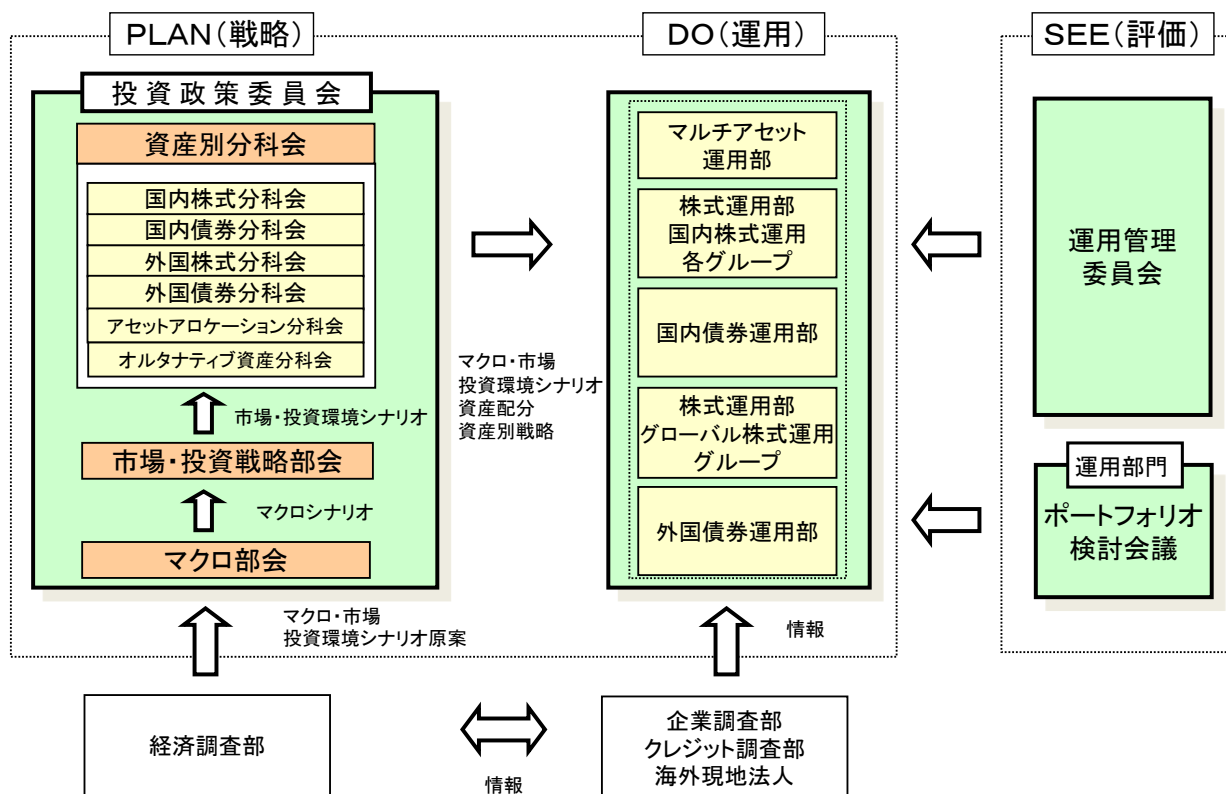 PLAN（戦略）
投資政策委員会
資産別分科会
国内株式分科会
国内債券分科会
外国株式分科会
外国債券分科会
アセットアロケーション分科会
オルタナティブ資産分科会
市場・投資環境シナリオ
市場・投資戦略部会
マクロシナリオ
マクロ部会
マクロ・市場
投資環境シナリオ原案
経済調査部
マクロ・市場
投資環境シナリオ
資産配分
資産別戦略
DO（運用）
マルチアセット
運用部
株式運用部
国内株式運用
各グループ
国内債券運用部
株式運用部
グローバル株式運用
グループ
外国債券運用部
情報
情報
企業調査部
クレジット調査部
海外現地法人
SEE（評価）
運用管理
委員会
運用部門
ポートフォリオ
検討会議